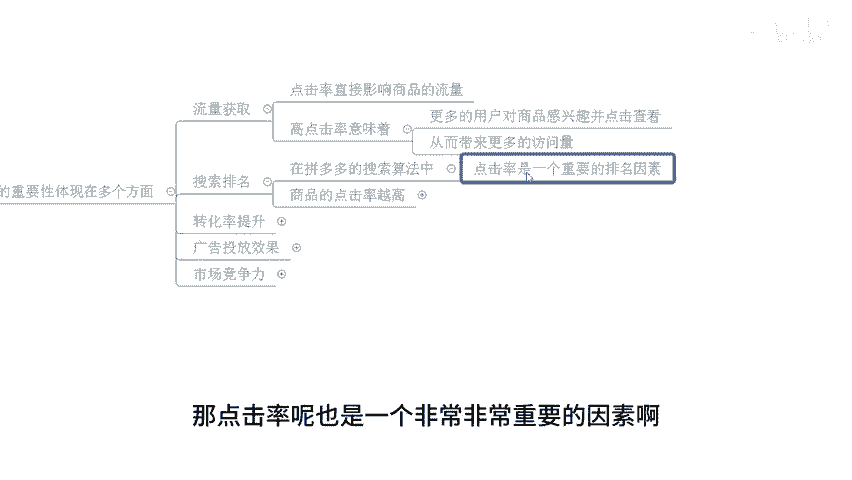 点击率直接影响商品的流量
流量获取
更多的用户对商品感兴趣并点击查看
高点击率意味着
从而带来更多的访问量
在拼多多的搜索算法中
点击率是一个重要的排名因素
搜索排名
的重要性体现在多个方面
商品的点击率越高
转化率提升
广告投放效果
市场竞争力
那点击率呢也是一个非常非常重要的因素啊